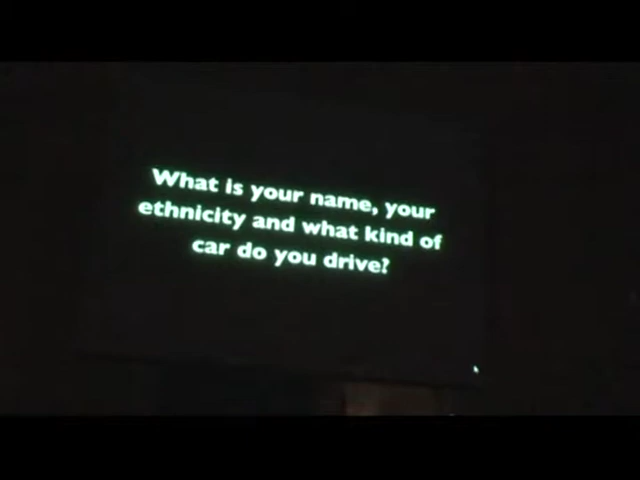 What is your name, your
ethnicity and what kind of
car do you drive?